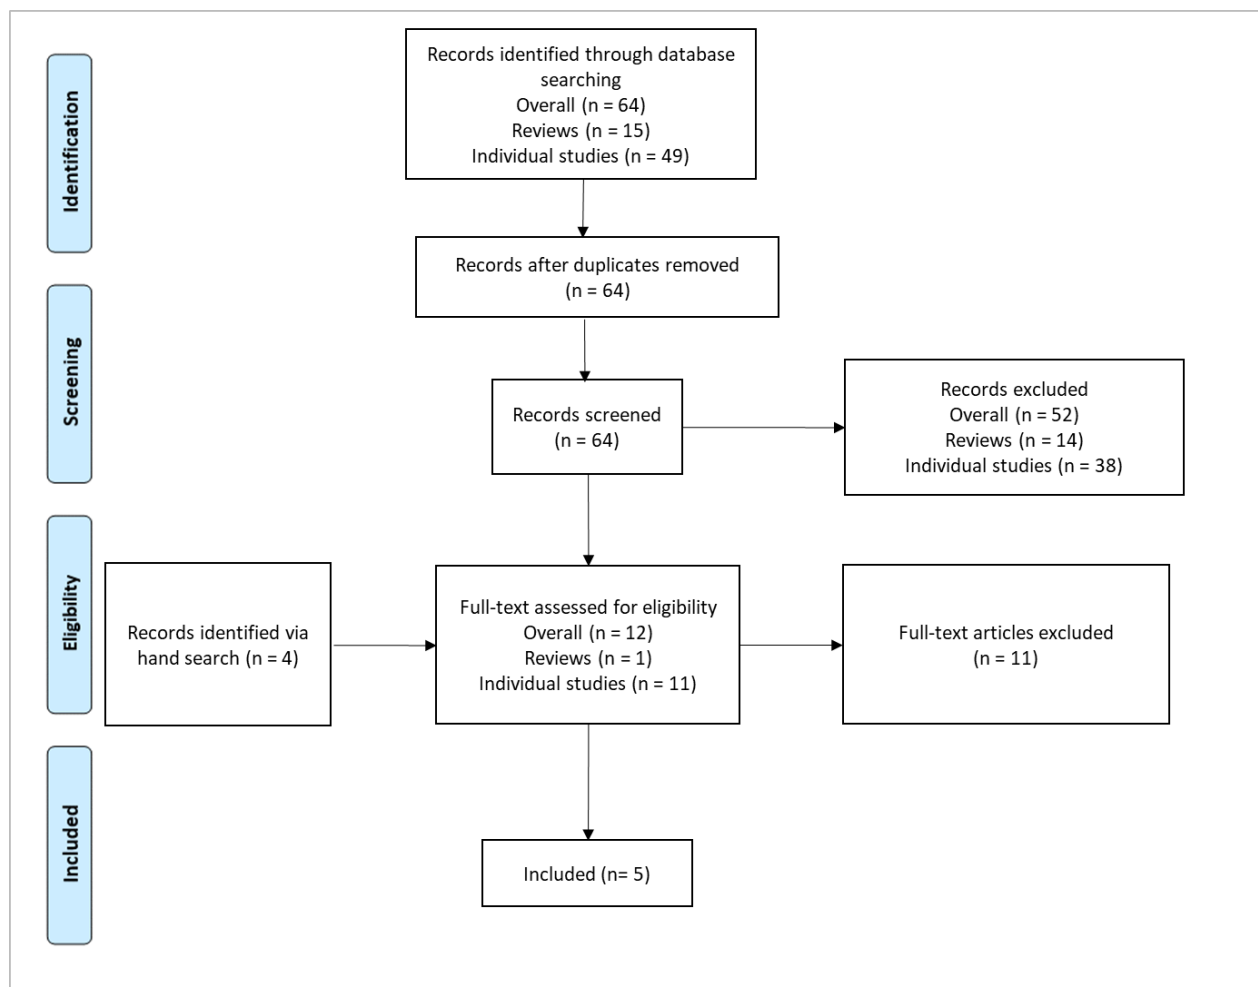 Identification
Records identified through database
searching
Overall (n = 64)
Reviews (n = 15)
Individual studies (n = 49)
Records after duplicates removed
(n = 64)
Screening
Records screened
(n = 64)
Records excluded
Overall (n = 52)
Reviews (n = 14)
Individual studies (n = 38)
Eligibility
Records identified via
hand search (n = 4)
Full-text assessed for eligibility
Overall (n = 12)
Reviews (n = 1)
Individual studies (n = 11)
Full-text articles excluded
(n = 11)
Included
Included (n= 5)